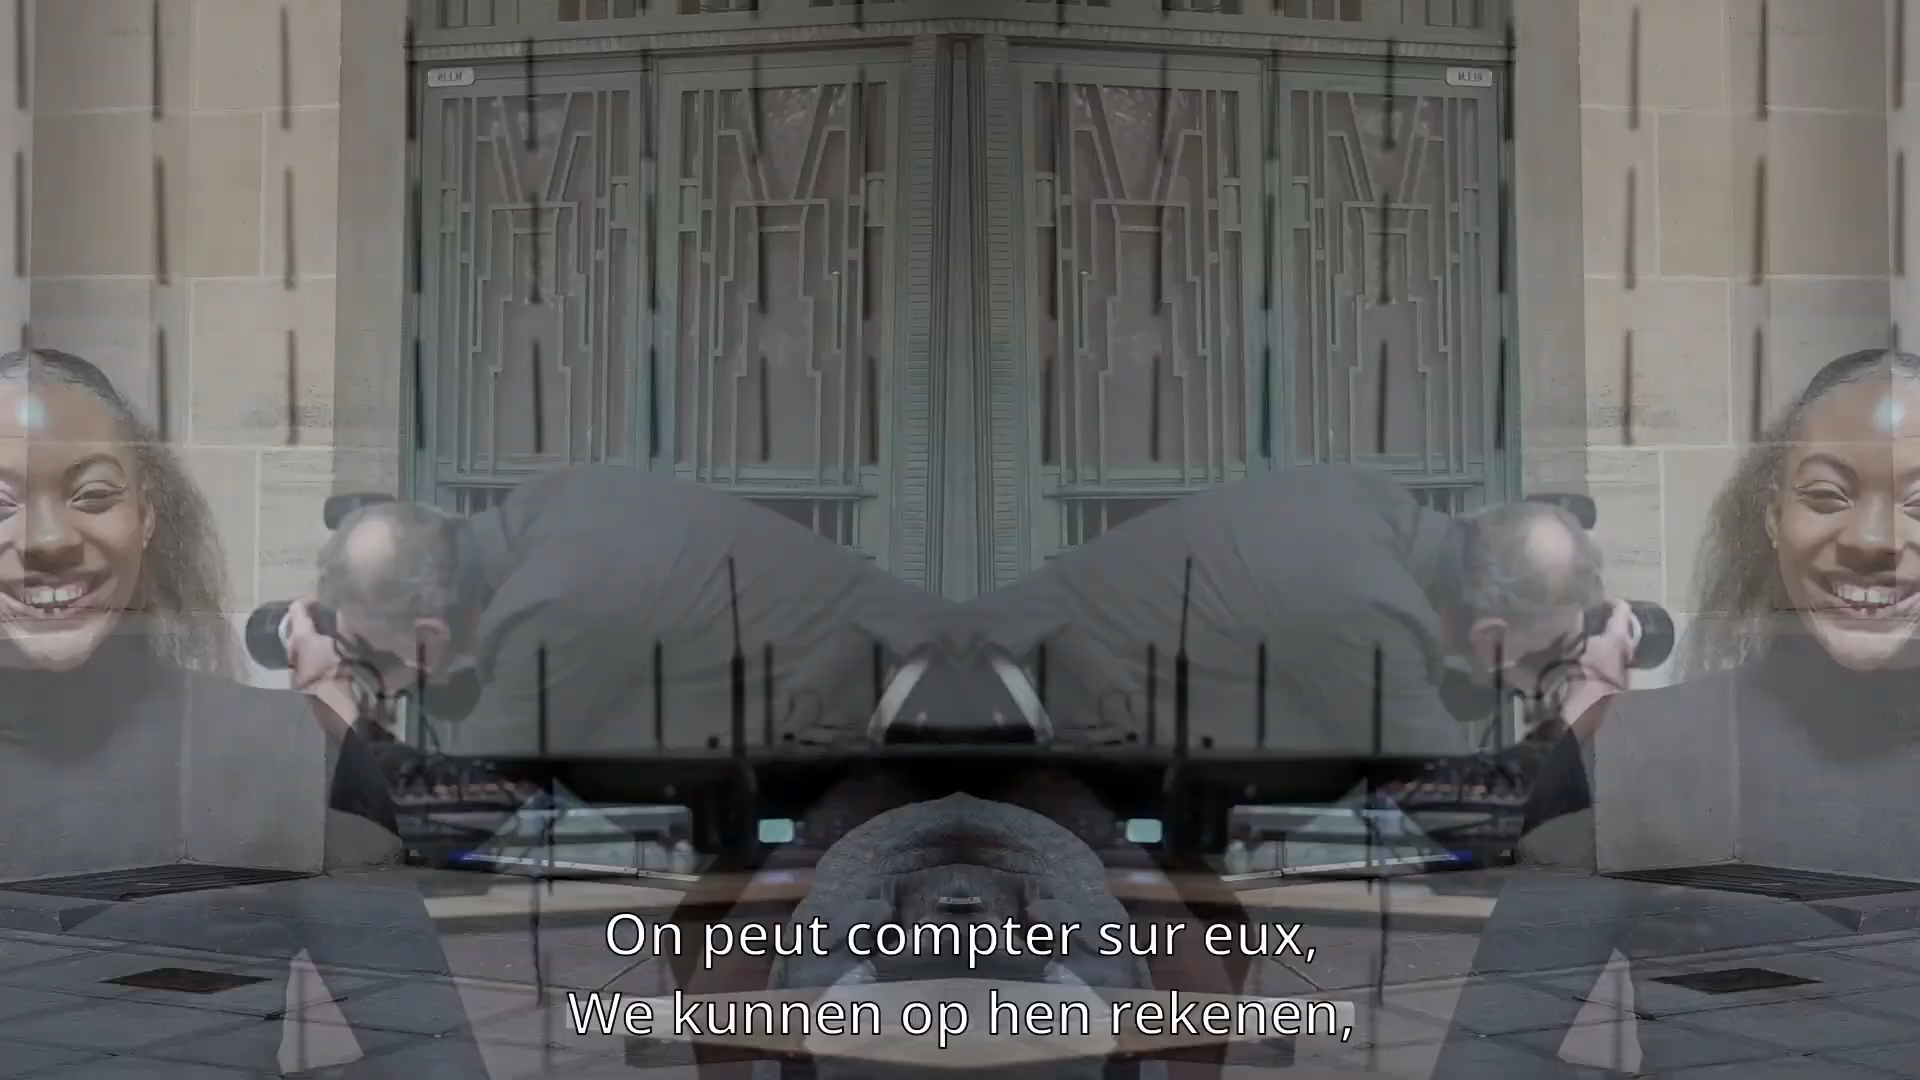 On peut compter sur eux,
We kunnen op hen rekenen,